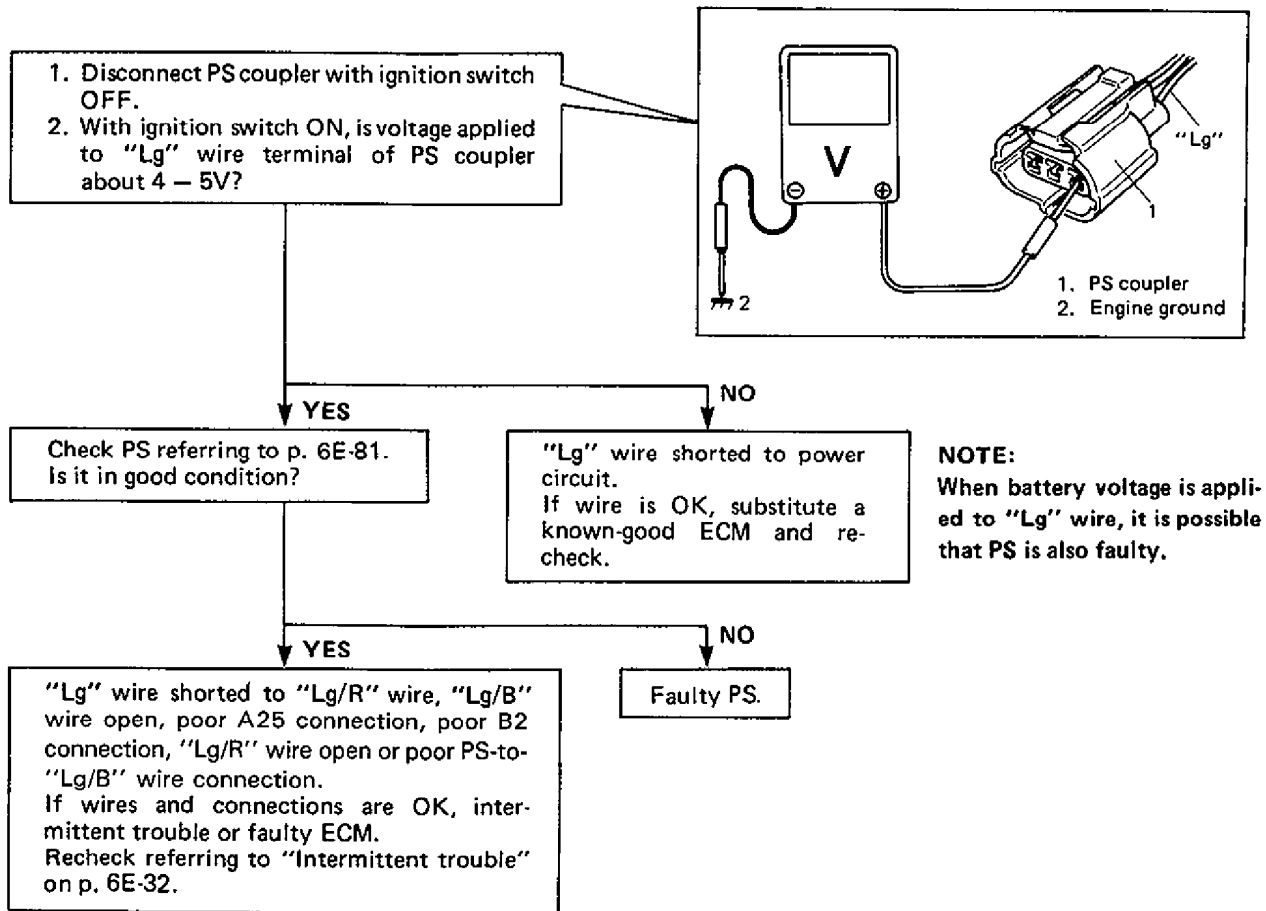 1. Disconnect PS coupler with ignition switch
OFF.
2. With ignition switch ON, is voltage applied
to "Lg" wire terminal of PS coupler
about 4 – 5V?
V
"Lg"
1
2
1. PS coupler
2. Engine ground
YES
NO
Check PS referring to p. 6E-81.
Is it in good condition?
"Lg" wire shorted to power
circuit.
If wire is OK, substitute a
known-good ECM and re-
check.
NOTE:
When battery voltage is appli-
ed to "Lg" wire, it is possible
that PS is also faulty.
YES
NO
"Lg" wire shorted to "Lg/R" wire, "Lg/B"
wire open, poor A25 connection, poor B2
connection, "Lg/R" wire open or poor PS-to-
"Lg/B" wire connection.
If wires and connections are OK, inter-
mittent trouble or faulty ECM.
Recheck referring to "Intermittent trouble"
on p. 6E-32.
Faulty PS.